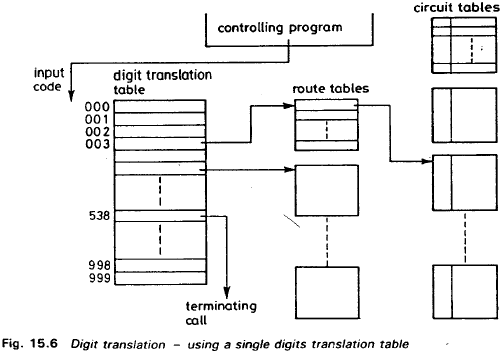 circuit tables
controlling program
input
code
digit translation
table
route tables
000
001
002
003
538
998
999
terminating
call
Fig. 15.6 Digit translation – using a single digits translation table